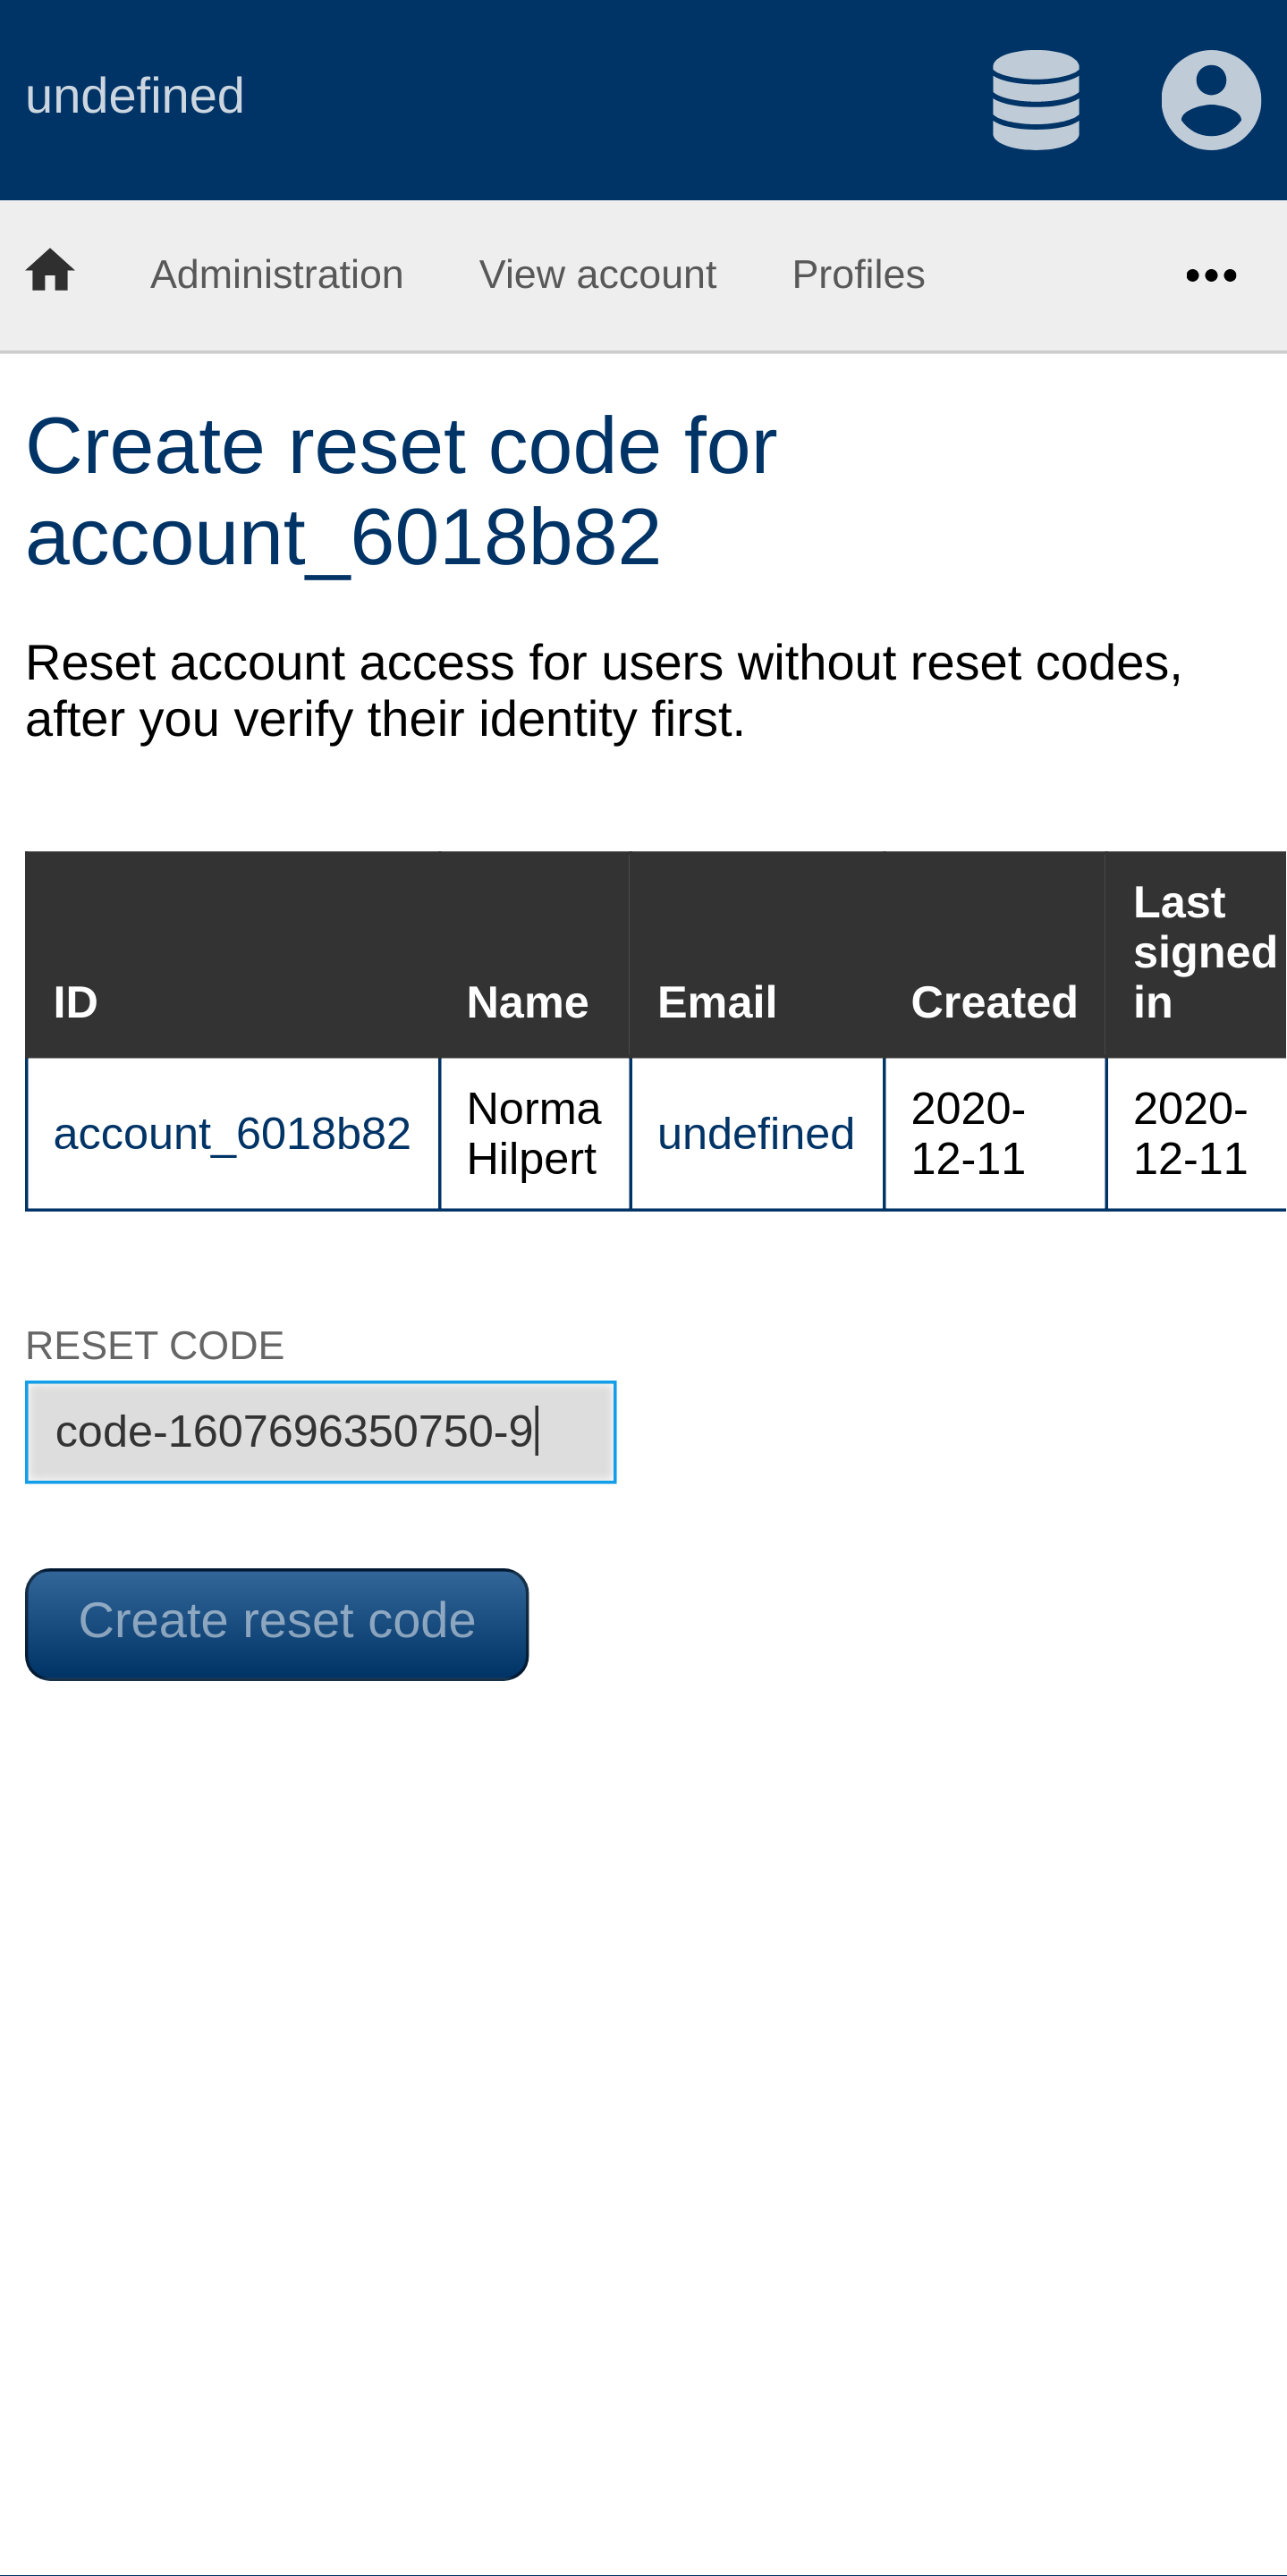 undefined
Administration View account Profiles •••
Create reset code for
account_6018b82
Reset account access for users without reset codes,
after you verify their identity first.
ID Name Email Created Last signed in
account_6018b82 Norma Hilpert undefined 2020-12-11 2020-12-11
RESET CODE
code-1607696350750-9
Create reset code